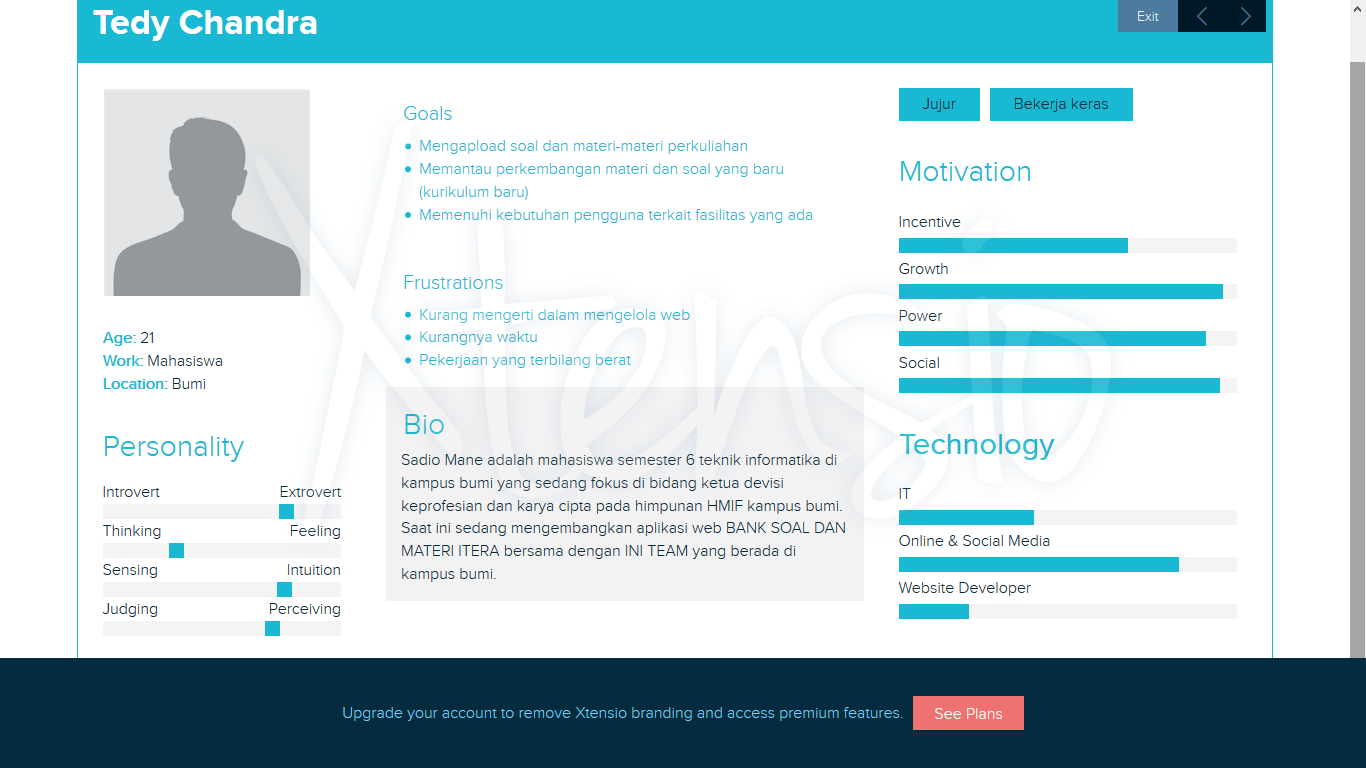 Tedy Chandra
Exit
Goals
Mengapload soal dan materi-materi perkuliahan
Memantau perkembangan materi dan soal yang baru
(kurikulum baru)
Memenuhi kebutuhan pengguna terkait fasilitas yang ada
Frustrations
Kurang mengerti dalam mengelola web
Kurangnya waktu
Pekerjaan yang terbilang berat
Age: 21
Work: Mahasiswa
Location: Bumi
Personality
Introvert Extrovert
Thinking Feeling
Sensing Intuition
Judging Perceiving
Bio
Sadio Mane adalah mahasiswa semester 6 teknik informatika di
kampus bumi yang sedang fokus di bidang ketua devisi
keprofesian dan karya cipta pada himpunan HMIF kampus bumi.
Saat ini sedang mengembangkan aplikasi web BANK SOAL DAN
MATERI ITERA bersama dengan INI TEAM yang berada di
kampus bumi.
Jujur
Bekerja keras
Motivation
Incentive
Growth
Power
Social
Technology
IT
Online & Social Media
Website Developer
Xtensio
Upgrade your account to remove Xtensio branding and access premium features.
See Plans